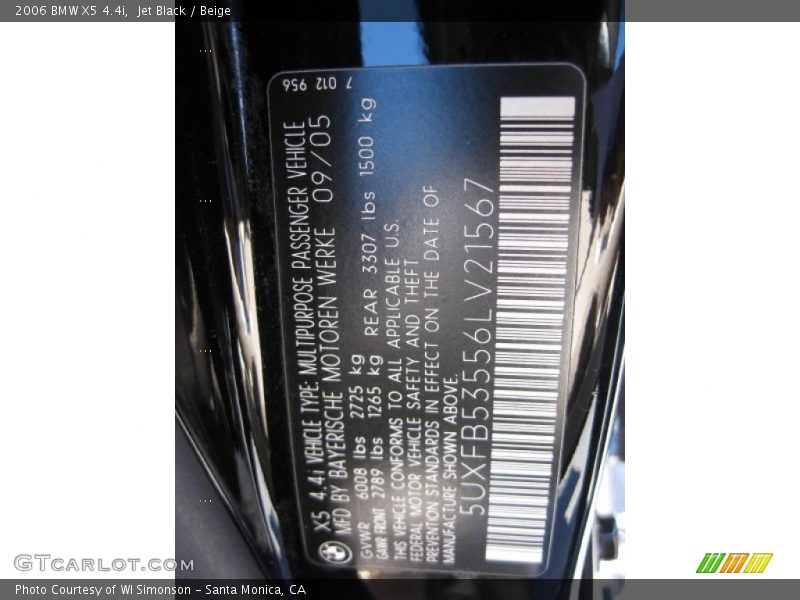 2006 BMW X5 4.4i, Jet Black / Beige
7 012 956
X5 4.4i VEHICLE TYPE: MULTIPURPOSE PASSENGER VEHICLE
MFD BY BAYERISCHE MOTOREN WERKE 09/05
GVWR 6008 lbs 2725 kg
GAWR FRONT 2789 lbs 1265 kg REAR 3307 lbs 1500 kg
THIS VEHICLE CONFORMS TO ALL APPLICABLE U.S.
FEDERAL MOTOR VEHICLE SAFETY AND THEFT
PREVENTION STANDARDS IN EFFECT ON THE DATE OF
MANUFACTURE SHOWN ABOVE.
5UXFB53556LV21567
GTCarLot.com
Photo Courtesy of WI Simonson - Santa Monica, CA